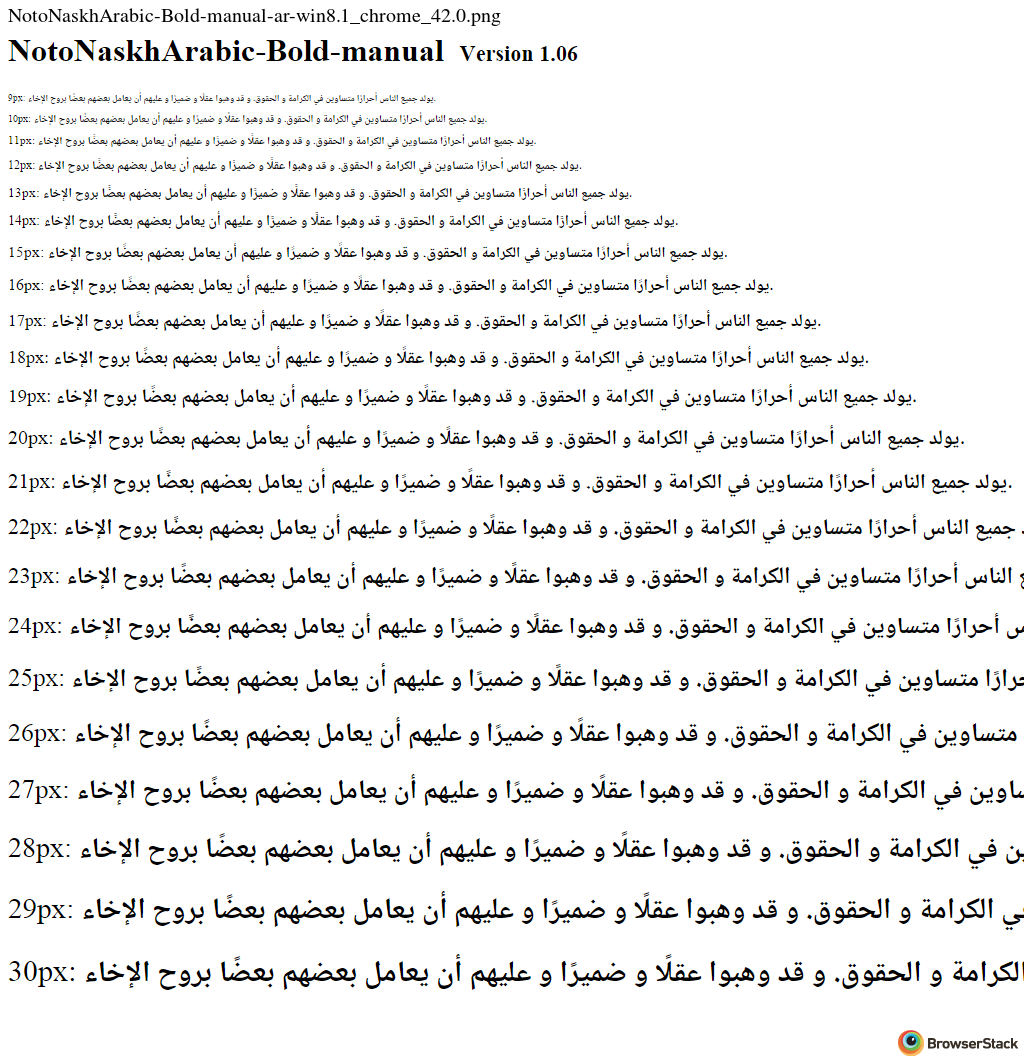 NotoNaskhArabic-Bold-manual-ar-win8.1_chrome_42.0.png
NotoNaskhArabic-Bold-manual Version 1.06
9px: يولد جميع الناس أحرارًا متساوين في الكرامة و الحقوق. و قد وهبوا عقلًا و ضميرًا و عليهم أن يعامل بعضهم بعضًا بروح الإخاء.
10px: يولد جميع الناس أحرارًا متساوين في الكرامة و الحقوق. و قد وهبوا عقلًا و ضميرًا و عليهم أن يعامل بعضهم بعضًا بروح الإخاء.
11px: يولد جميع الناس أحرارًا متساوين في الكرامة و الحقوق. و قد وهبوا عقلًا و ضميرًا و عليهم أن يعامل بعضهم بعضًا بروح الإخاء.
12px: يولد جميع الناس أحرارًا متساوين في الكرامة و الحقوق. و قد وهبوا عقلًا و ضميرًا و عليهم أن يعامل بعضهم بعضًا بروح الإخاء.
13px: يولد جميع الناس أحرارًا متساوين في الكرامة و الحقوق. و قد وهبوا عقلًا و ضميرًا و عليهم أن يعامل بعضهم بعضًا بروح الإخاء.
14px: يولد جميع الناس أحرارًا متساوين في الكرامة و الحقوق. و قد وهبوا عقلًا و ضميرًا و عليهم أن يعامل بعضهم بعضًا بروح الإخاء.
15px: يولد جميع الناس أحرارًا متساوين في الكرامة و الحقوق. و قد وهبوا عقلًا و ضميرًا و عليهم أن يعامل بعضهم بعضًا بروح الإخاء.
16px: يولد جميع الناس أحرارًا متساوين في الكرامة و الحقوق. و قد وهبوا عقلًا و ضميرًا و عليهم أن يعامل بعضهم بعضًا بروح الإخاء.
17px: يولد جميع الناس أحرارًا متساوين في الكرامة و الحقوق. و قد وهبوا عقلًا و ضميرًا و عليهم أن يعامل بعضهم بعضًا بروح الإخاء.
18px: يولد جميع الناس أحرارًا متساوين في الكرامة و الحقوق. و قد وهبوا عقلًا و ضميرًا و عليهم أن يعامل بعضهم بعضًا بروح الإخاء.
19px: يولد جميع الناس أحرارًا متساوين في الكرامة و الحقوق. و قد وهبوا عقلًا و ضميرًا و عليهم أن يعامل بعضهم بعضًا بروح الإخاء.
20px: يولد جميع الناس أحرارًا متساوين في الكرامة و الحقوق. و قد وهبوا عقلًا و ضميرًا و عليهم أن يعامل بعضهم بعضًا بروح الإخاء.
21px: يولد جميع الناس أحرارًا متساوين في الكرامة و الحقوق. و قد وهبوا عقلًا و ضميرًا و عليهم أن يعامل بعضهم بعضًا بروح الإخاء.
22px: جميع الناس أحرارًا متساوين في الكرامة و الحقوق. و قد وهبوا عقلًا و ضميرًا و عليهم أن يعامل بعضهم بعضًا بروح الإخاء
23px: الناس أحرارًا متساوين في الكرامة و الحقوق. و قد وهبوا عقلًا و ضميرًا و عليهم أن يعامل بعضهم بعضًا بروح الإخاء
24px: أحرارًا متساوين في الكرامة و الحقوق. و قد وهبوا عقلًا و ضميرًا و عليهم أن يعامل بعضهم بعضًا بروح الإخاء
25px: متساوين في الكرامة و الحقوق. و قد وهبوا عقلًا و ضميرًا و عليهم أن يعامل بعضهم بعضًا بروح الإخاء
26px: متساوين في الكرامة و الحقوق. و قد وهبوا عقلًا و ضميرًا و عليهم أن يعامل بعضهم بعضًا بروح الإخاء
27px: في الكرامة و الحقوق. و قد وهبوا عقلًا و ضميرًا و عليهم أن يعامل بعضهم بعضًا بروح الإخاء
28px: في الكرامة و الحقوق. و قد وهبوا عقلًا و ضميرًا و عليهم أن يعامل بعضهم بعضًا بروح الإخاء
29px: الكرامة و الحقوق. و قد وهبوا عقلًا و ضميرًا و عليهم أن يعامل بعضهم بعضًا بروح الإخاء
30px: الكرامة و الحقوق. و قد وهبوا عقلًا و ضميرًا و عليهم أن يعامل بعضهم بعضًا بروح الإخاء
BrowserStack